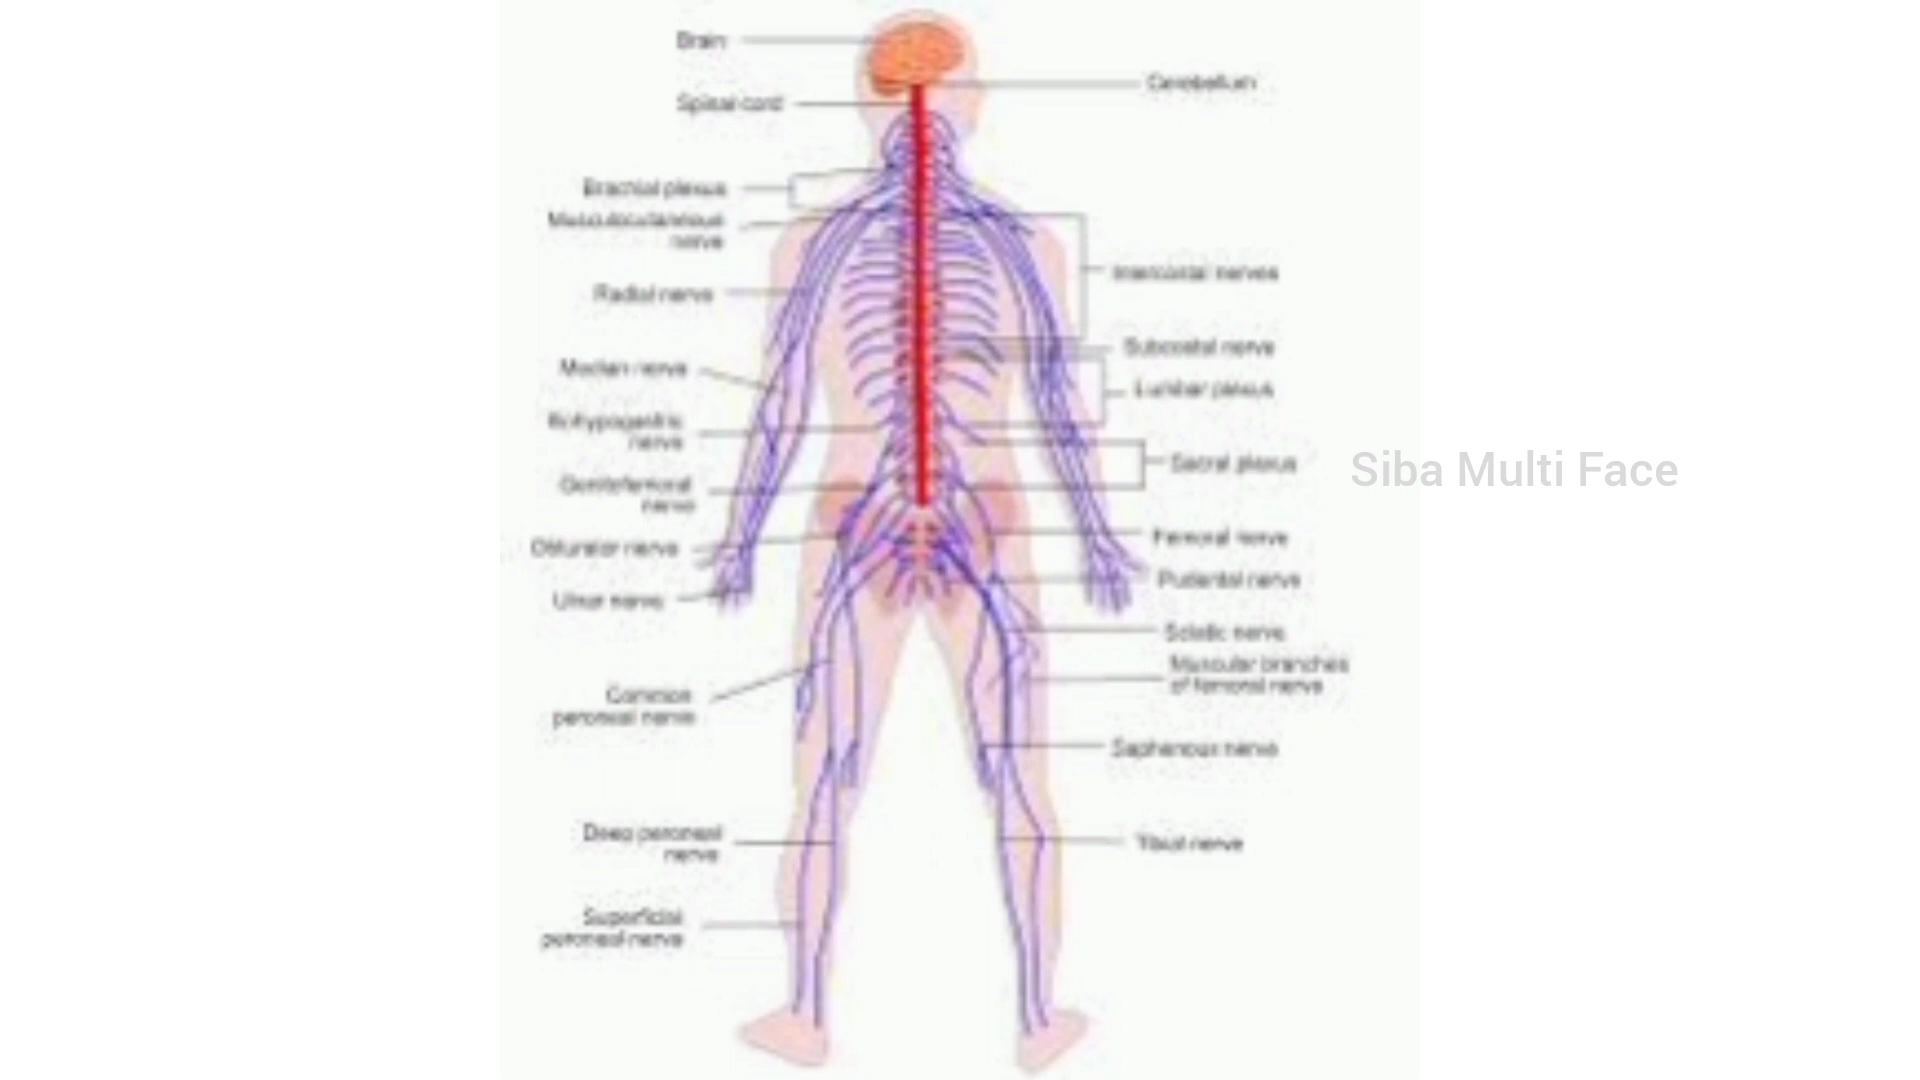 Brain
Cerebellum
Spinal cord
Brachial plexus
Musculocutaneous
nerve
Intercostal nerves
Radial nerve
Subcostal nerve
Median nerve
Lumbar plexus
Iliohypogastric
nerve
Sacral plexus
Siba Multi Face
Genitofemoral
nerve
Femoral nerve
Obturator nerve
Pudental nerve
Ulnar nerve
Sciatic nerve
Muscular branches
of femoral nerve
Common
peroneal nerve
Saphenous nerve
Deep peroneal
nerve
Tibial nerve
Superficial
peroneal nerve